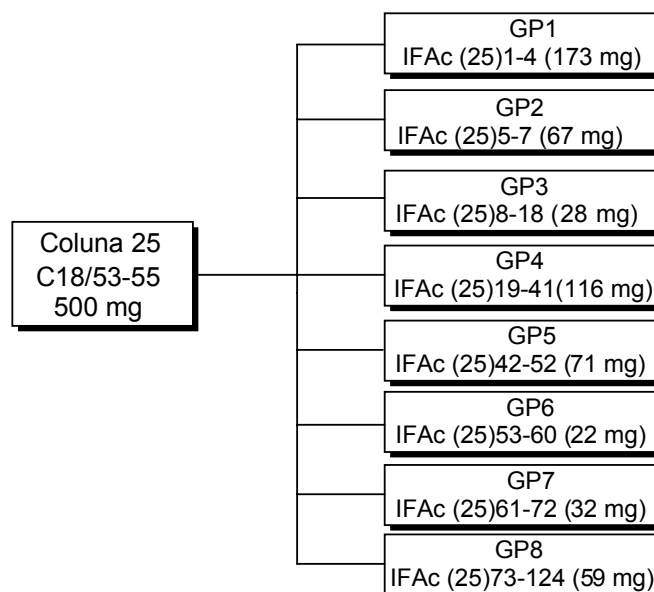 Coluna 25
C18/53-55
500 mg
GP1
IFAc (25)1-4 (173 mg)
GP2
IFAc (25)5-7 (67 mg)
GP3
IFAc (25)8-18 (28 mg)
GP4
IFAc (25)19-41(116 mg)
GP5
IFAc (25)42-52 (71 mg)
GP6
IFAc (25)53-60 (22 mg)
GP7
IFAc (25)61-72 (32 mg)
GP8
IFAc (25)73-124 (59 mg)